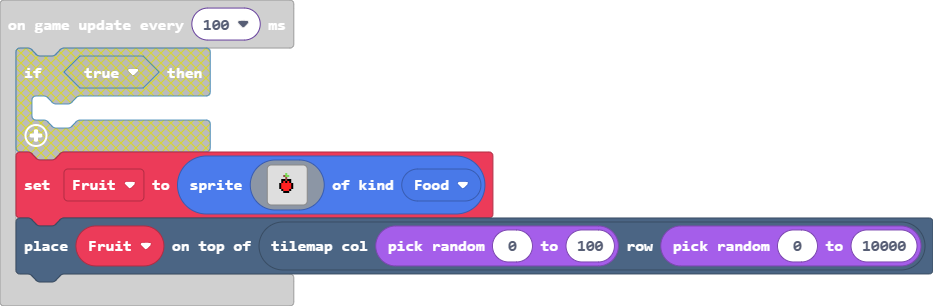 on game update every 100 ms
if true then
set Fruit to sprite of kind Food
place Fruit on top of tilemap col pick random 0 to 100 row pick random 0 to 10000